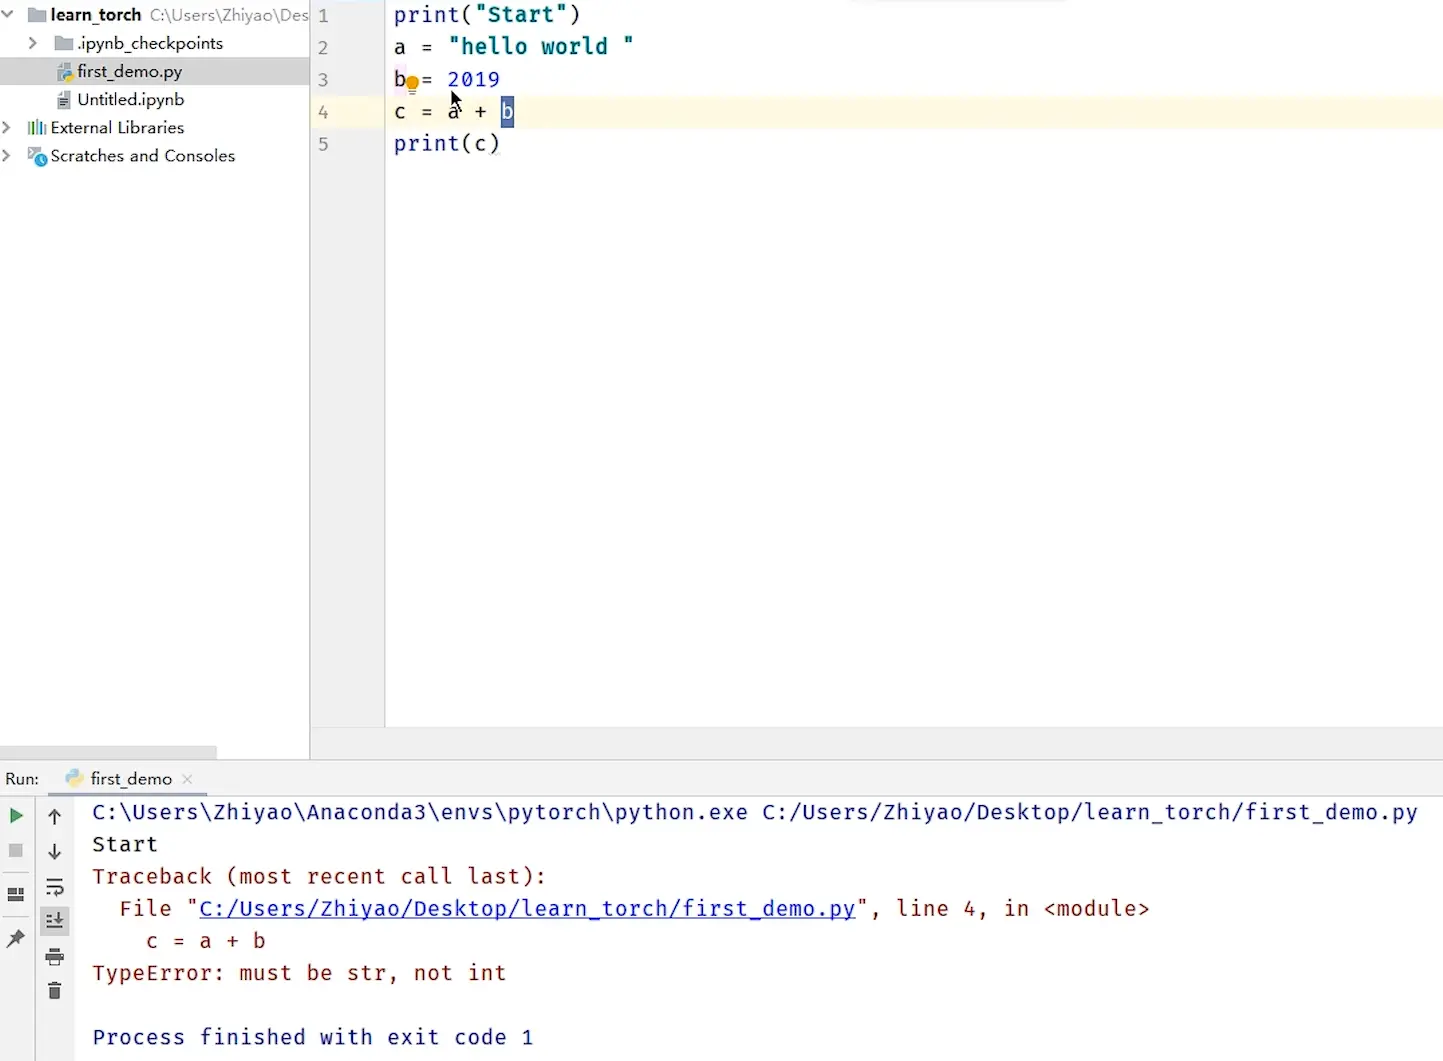 learn_torch C:\Users\Zhiyao\Des
.ipynb_checkpoints
first_demo.py
Untitled.ipynb
External Libraries
Scratches and Consoles
1 print("Start")
2 a = "hello world "
3 b = 2019
4 c = a + b
5 print(c)
Run: first_demo
C:\Users\Zhiyao\Anaconda3\envs\pytorch\python.exe C:/Users/Zhiyao/Desktop/learn_torch/first_demo.py
Start
Traceback (most recent call last):
  File "C:/Users/Zhiyao/Desktop/learn_torch/first_demo.py", line 4, in <module>
    c = a + b
TypeError: must be str, not int
Process finished with exit code 1